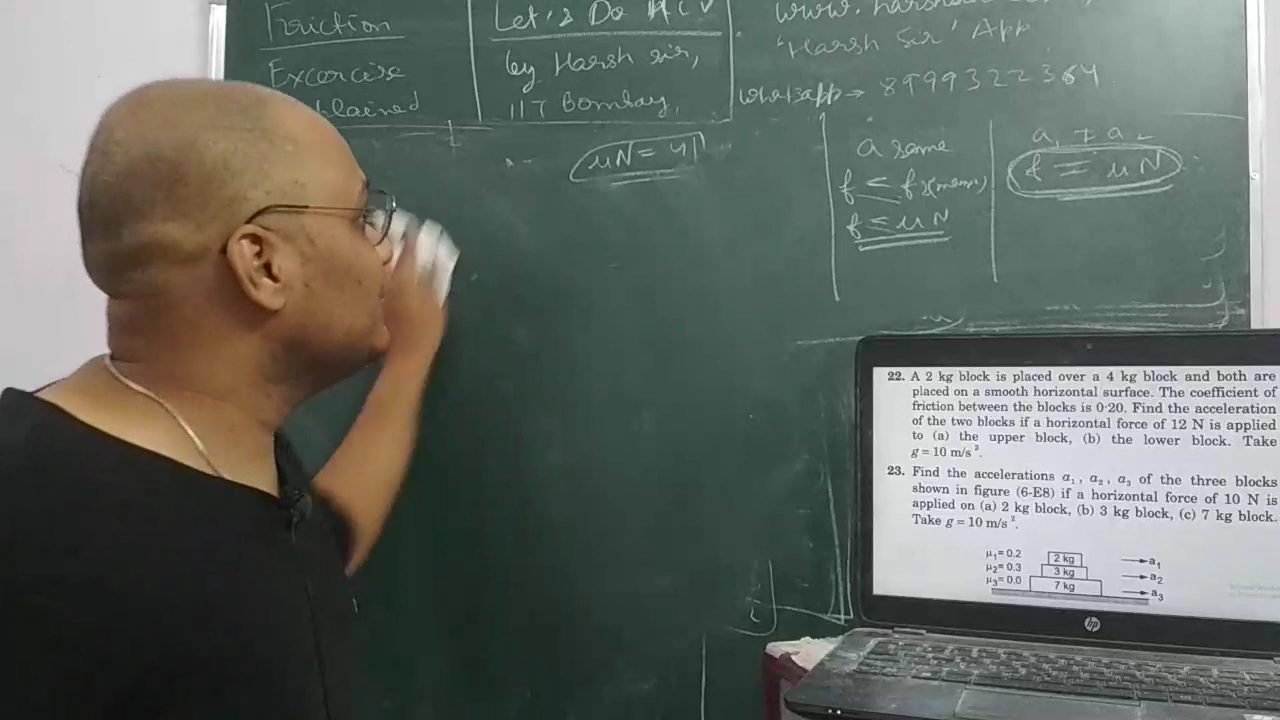 Friction
Excercise
Let's Do HCV
by Harsh sir,
IIT Bombay,
'Harsh Sir' App
whatsapp→ 8999322364
μN = 4N
a same
f ≤ fs(max)
f ≤ μN
a₁ ≠ a₂
f = μN
22. A 2 kg block is placed over a 4 kg block and both are
placed on a smooth horizontal surface. The coefficient of
friction between the blocks is 0·20. Find the acceleration
of the two blocks if a horizontal force of 12 N is applied
to (a) the upper block, (b) the lower block. Take
g = 10 m/s².
23. Find the accelerations a₁, a₂, a₃ of the three blocks
shown in figure (6-E8) if a horizontal force of 10 N is
applied on (a) 2 kg block, (b) 3 kg block, (c) 7 kg block.
Take g = 10 m/s².
μ₁= 0.2 2 kg a₁
μ₂= 0.3 3 kg a₂
μ₃= 0.0 7 kg a₃
hp